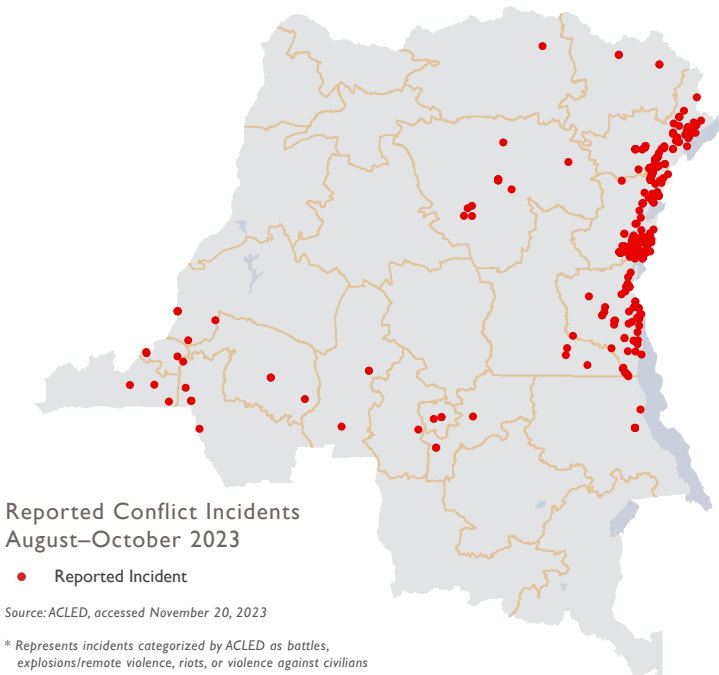 Reported Conflict Incidents
August–October 2023
Reported Incident
Source: ACLED, accessed November 20, 2023
* Represents incidents categorized by ACLED as battles,
explosions/remote violence, riots, or violence against civilians